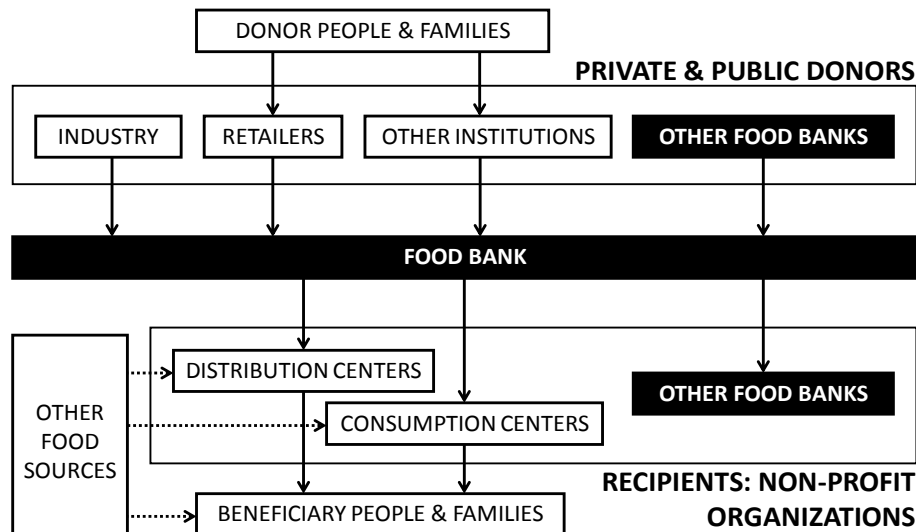 DONOR PEOPLE & FAMILIES
PRIVATE & PUBLIC DONORS
INDUSTRY
RETAILERS
OTHER INSTITUTIONS
OTHER FOOD BANKS
FOOD BANK
OTHER
FOOD
SOURCES
DISTRIBUTION CENTERS
OTHER FOOD BANKS
CONSUMPTION CENTERS
RECIPIENTS: NON-PROFIT
ORGANIZATIONS
BENEFICIARY PEOPLE & FAMILIES